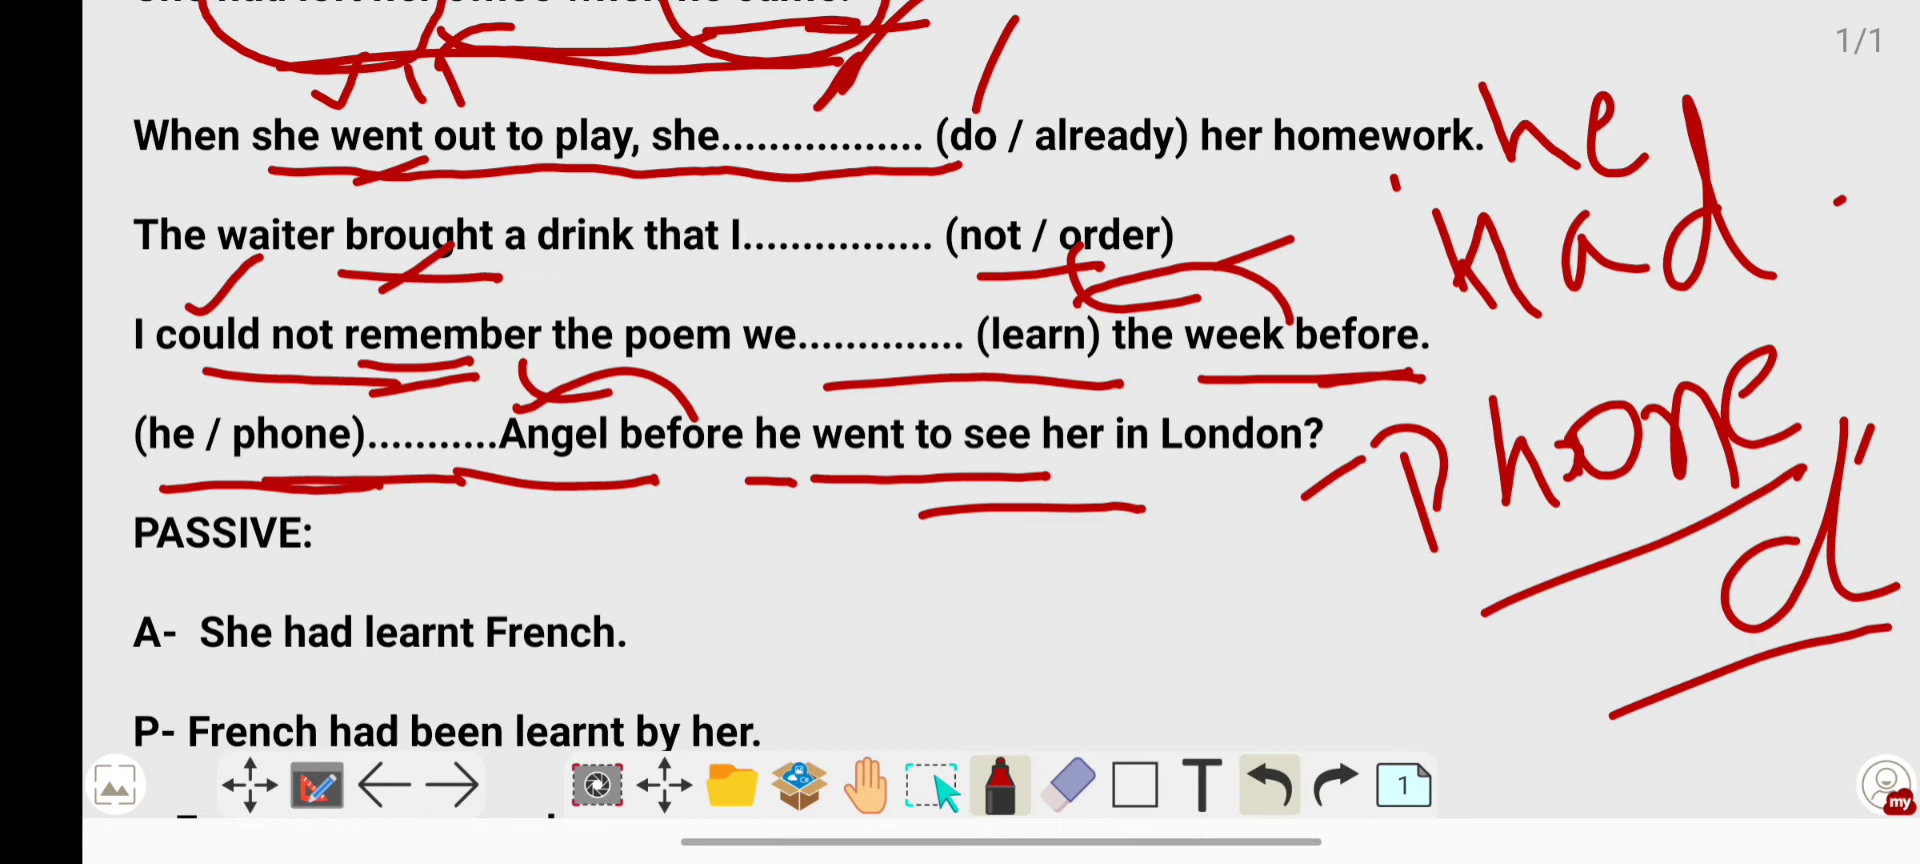 1/1
When she went out to play, she................. (do / already) her homework.
he
had
The waiter brought a drink that I................ (not / order)
I could not remember the poem we.............. (learn) the week before.
phone
d
(he / phone)...........Angel before he went to see her in London?
PASSIVE:
A- She had learnt French.
P- French had been learnt by her.
T
1
my